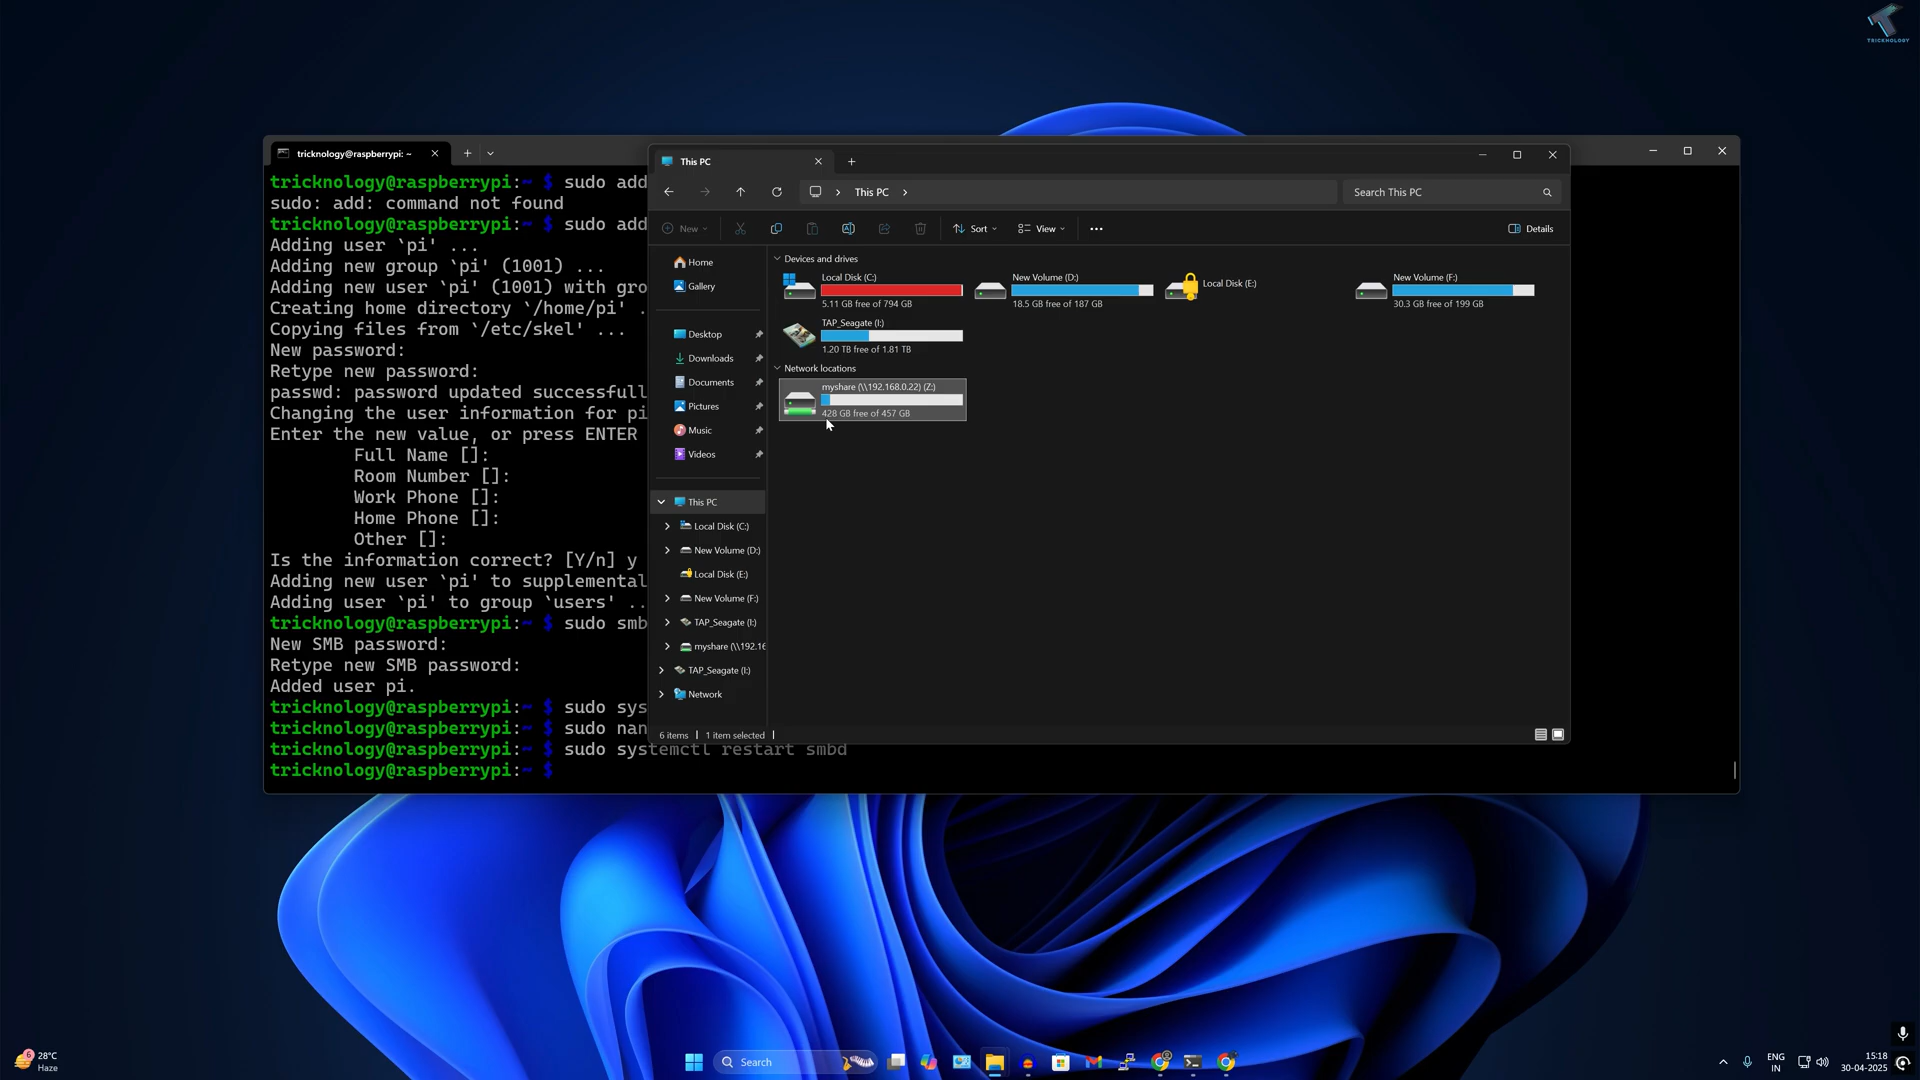 TRICKNOLOGY
tricknology@raspberrypi: ~
tricknology@raspberrypi:~ $ sudo add
sudo: add: command not found
tricknology@raspberrypi:~ $ sudo add
Adding user `pi' ...
Adding new group `pi' (1001) ...
Adding new user `pi' (1001) with gro
Creating home directory `/home/pi' .
Copying files from `/etc/skel' ...
New password:
Retype new password:
passwd: password updated successfull
Changing the user information for pi
Enter the new value, or press ENTER
Full Name []:
Room Number []:
Work Phone []:
Home Phone []:
Other []:
Is the information correct? [Y/n] y
Adding new user `pi' to supplemental
Adding user `pi' to group `users' ..
tricknology@raspberrypi:~ $ sudo smb
New SMB password:
Retype new SMB password:
Added user pi.
tricknology@raspberrypi:~ $ sudo sys
tricknology@raspberrypi:~ $ sudo nan
tricknology@raspberrypi:~ $ sudo systemctl restart smbd
tricknology@raspberrypi:~ $
This PC
This PC
Search This PC
New
Sort
View
Details
Home
Gallery
Desktop
Downloads
Documents
Pictures
Music
Videos
This PC
Local Disk (C:)
New Volume (D:)
Local Disk (E:)
New Volume (F:)
TAP_Seagate (I:)
myshare (\\192.16
TAP_Seagate (I:)
Network
Devices and drives
Local Disk (C:)
5.11 GB free of 794 GB
New Volume (D:)
18.5 GB free of 187 GB
Local Disk (E:)
New Volume (F:)
30.3 GB free of 199 GB
TAP_Seagate (I:)
1.20 TB free of 1.81 TB
Network locations
myshare (\\192.168.0.22) (Z:)
428 GB free of 457 GB
6 items
1 item selected
6
28°C
Haze
Search
ENG
IN
15:18
30-04-2025